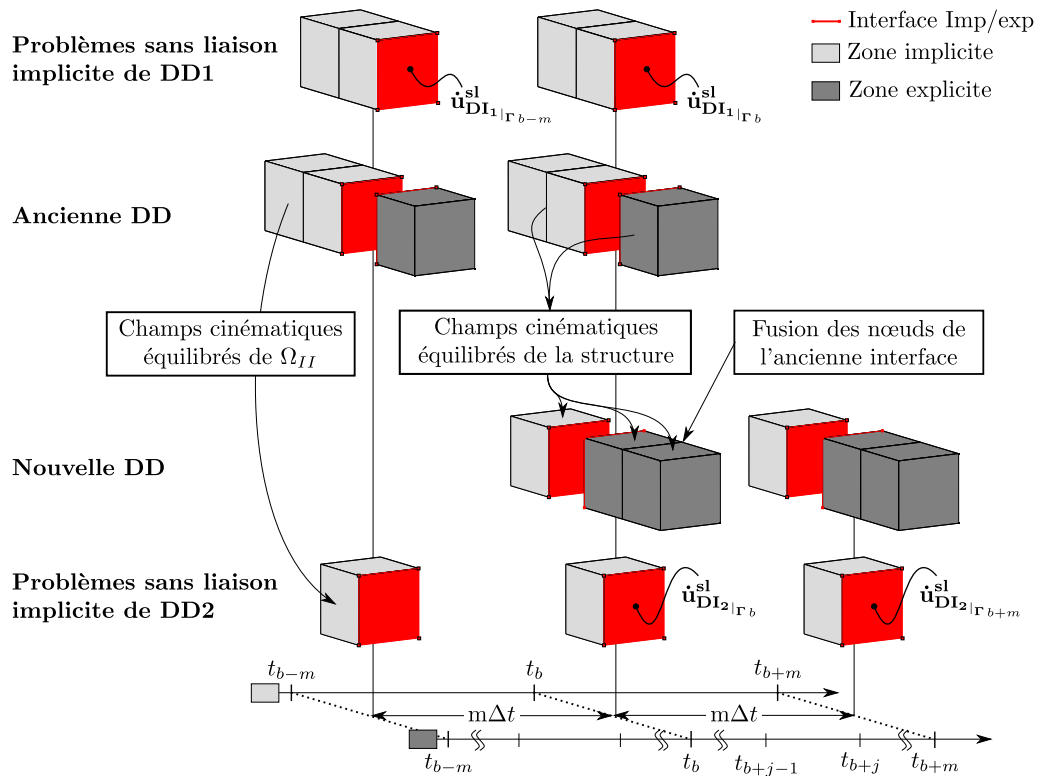 Problèmes sans liaison
implicite de DD1
Interface Imp/exp
Zone implicite
Zone explicite
u̇^sl_DI₁|Γ b−m
u̇^sl_DI₁|Γ b
Ancienne DD
Champs cinématiques
équilibrés de Ω_II
Champs cinématiques
équilibrés de la structure
Fusion des nœuds de
l'ancienne interface
Nouvelle DD
Problèmes sans liaison
implicite de DD2
u̇^sl_DI₂|Γ b
u̇^sl_DI₂|Γ b+m
t_b−m t_b t_b+m
mΔt mΔt
t_b−m t_b t_b+j−1 t_b+j t_b+m